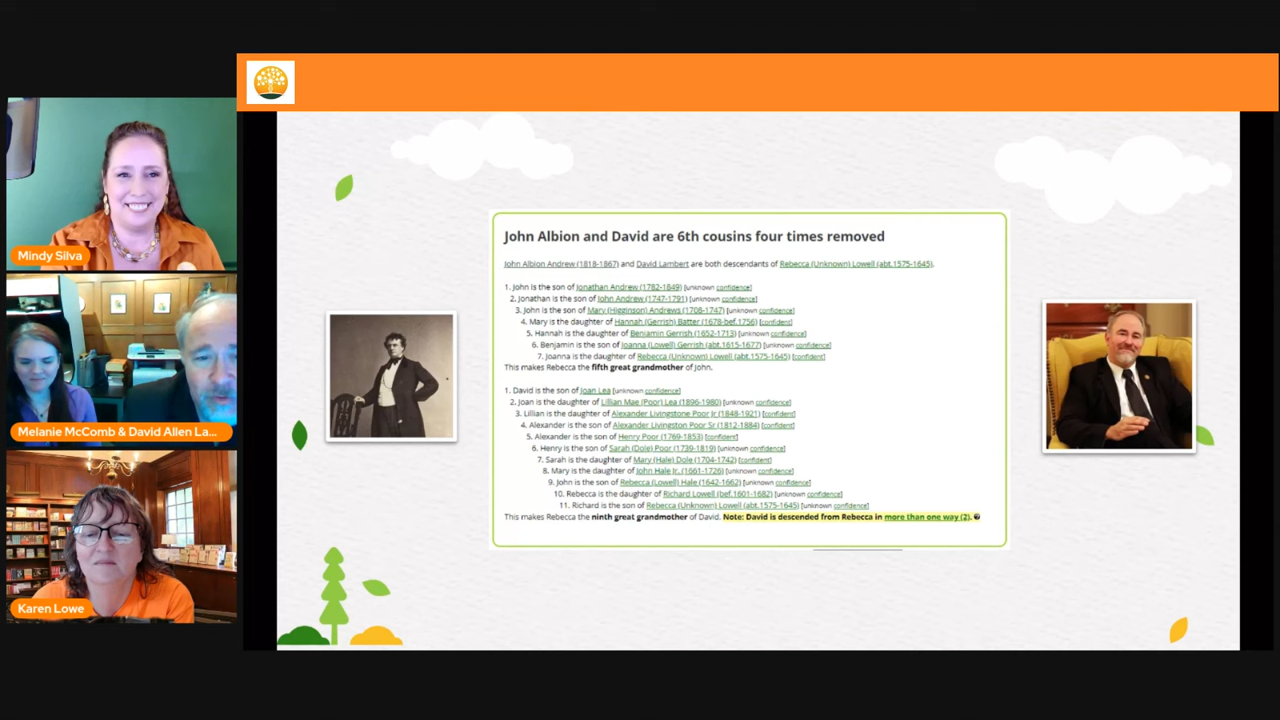 Mindy Silva
Melanie McComb & David Allen La...
Karen Lowe
John Albion and David are 6th cousins four times removed
John Albion Andrew (1818-1867) and David Lambert are both descendants of Rebecca (Unknown) Lowell (abt.1575-1645).
1. John is the son of Jonathan Andrew (1782-1849) [unknown confidence]
2. Jonathan is the son of John Andrew (1747-1791) [unknown confidence]
3. John is the son of Mary (Higginson) Andrews (1708-1747) [unknown confidence]
4. Mary is the daughter of Hannah (Gerrish) Batter (1678-bef.1756) [confident]
5. Hannah is the daughter of Benjamin Gerrish (1652-1713) [unknown confidence]
6. Benjamin is the son of Joanna (Lowell) Gerrish (abt.1615-1677) [unknown confidence]
7. Joanna is the daughter of Rebecca (Unknown) Lowell (abt.1575-1645) [confident]
This makes Rebecca the fifth great grandmother of John.
1. David is the son of Joan Lea [unknown confidence]
2. Joan is the daughter of Lillian Mae (Poor) Lea (1896-1980) [unknown confidence]
3. Lillian is the daughter of Alexander Livingstone Poor Jr (1848-1921) [confident]
4. Alexander is the son of Alexander Livingstone Poor Sr (1812-1884) [confident]
5. Alexander is the son of Henry Poor (1769-1853) [confident]
6. Henry is the son of Sarah (Dole) Poor (1739-1819) [unknown confidence]
7. Sarah is the daughter of Mary (Hale) Dole (1704-1742) [confident]
8. Mary is the daughter of John Hale Jr. (1661-1726) [unknown confidence]
9. John is the son of Rebecca (Lowell) Hale (1642-1662) [unknown confidence]
10. Rebecca is the daughter of Richard Lowell (bef.1601-1682) [unknown confidence]
11. Richard is the son of Rebecca (Unknown) Lowell (abt.1575-1645) [unknown confidence]
This makes Rebecca the ninth great grandmother of David. Note: David is descended from Rebecca in more than one way (2).